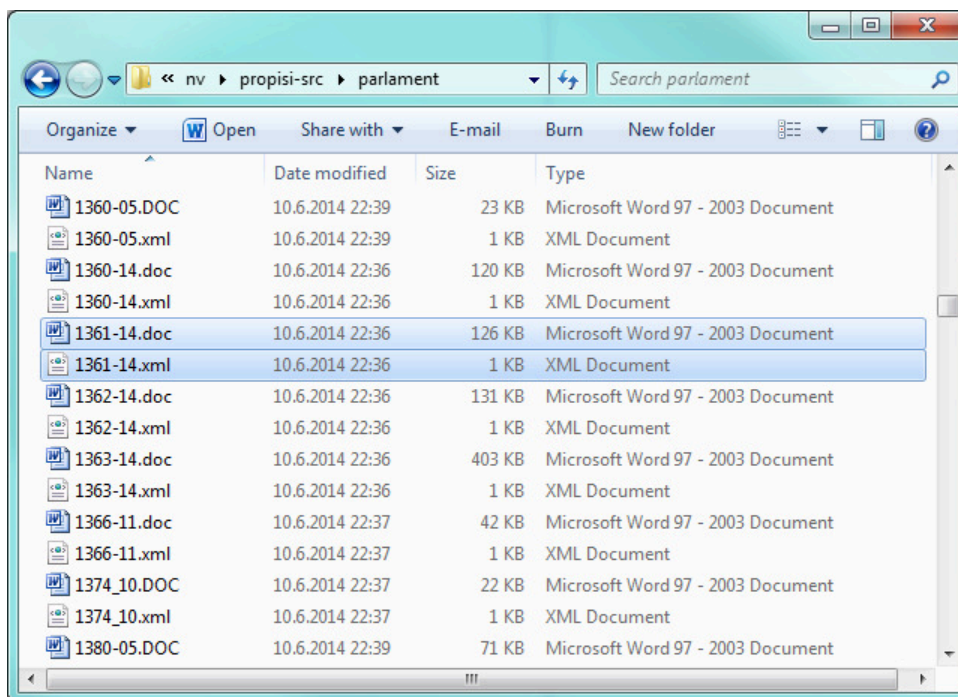 « nv propisi-src parlament Search parlament
Organize Open Share with E-mail Burn New folder
Name Date modified Size Type
1360-05.DOC 10.6.2014 22:39 23 KB Microsoft Word 97 - 2003 Document
1360-05.xml 10.6.2014 22:39 1 KB XML Document
1360-14.doc 10.6.2014 22:36 120 KB Microsoft Word 97 - 2003 Document
1360-14.xml 10.6.2014 22:36 1 KB XML Document
1361-14.doc 10.6.2014 22:36 126 KB Microsoft Word 97 - 2003 Document
1361-14.xml 10.6.2014 22:36 1 KB XML Document
1362-14.doc 10.6.2014 22:36 131 KB Microsoft Word 97 - 2003 Document
1362-14.xml 10.6.2014 22:36 1 KB XML Document
1363-14.doc 10.6.2014 22:36 403 KB Microsoft Word 97 - 2003 Document
1363-14.xml 10.6.2014 22:36 1 KB XML Document
1366-11.doc 10.6.2014 22:37 42 KB Microsoft Word 97 - 2003 Document
1366-11.xml 10.6.2014 22:37 1 KB XML Document
1374_10.DOC 10.6.2014 22:37 22 KB Microsoft Word 97 - 2003 Document
1374_10.xml 10.6.2014 22:37 1 KB XML Document
1380-05.DOC 10.6.2014 22:39 71 KB Microsoft Word 97 - 2003 Document